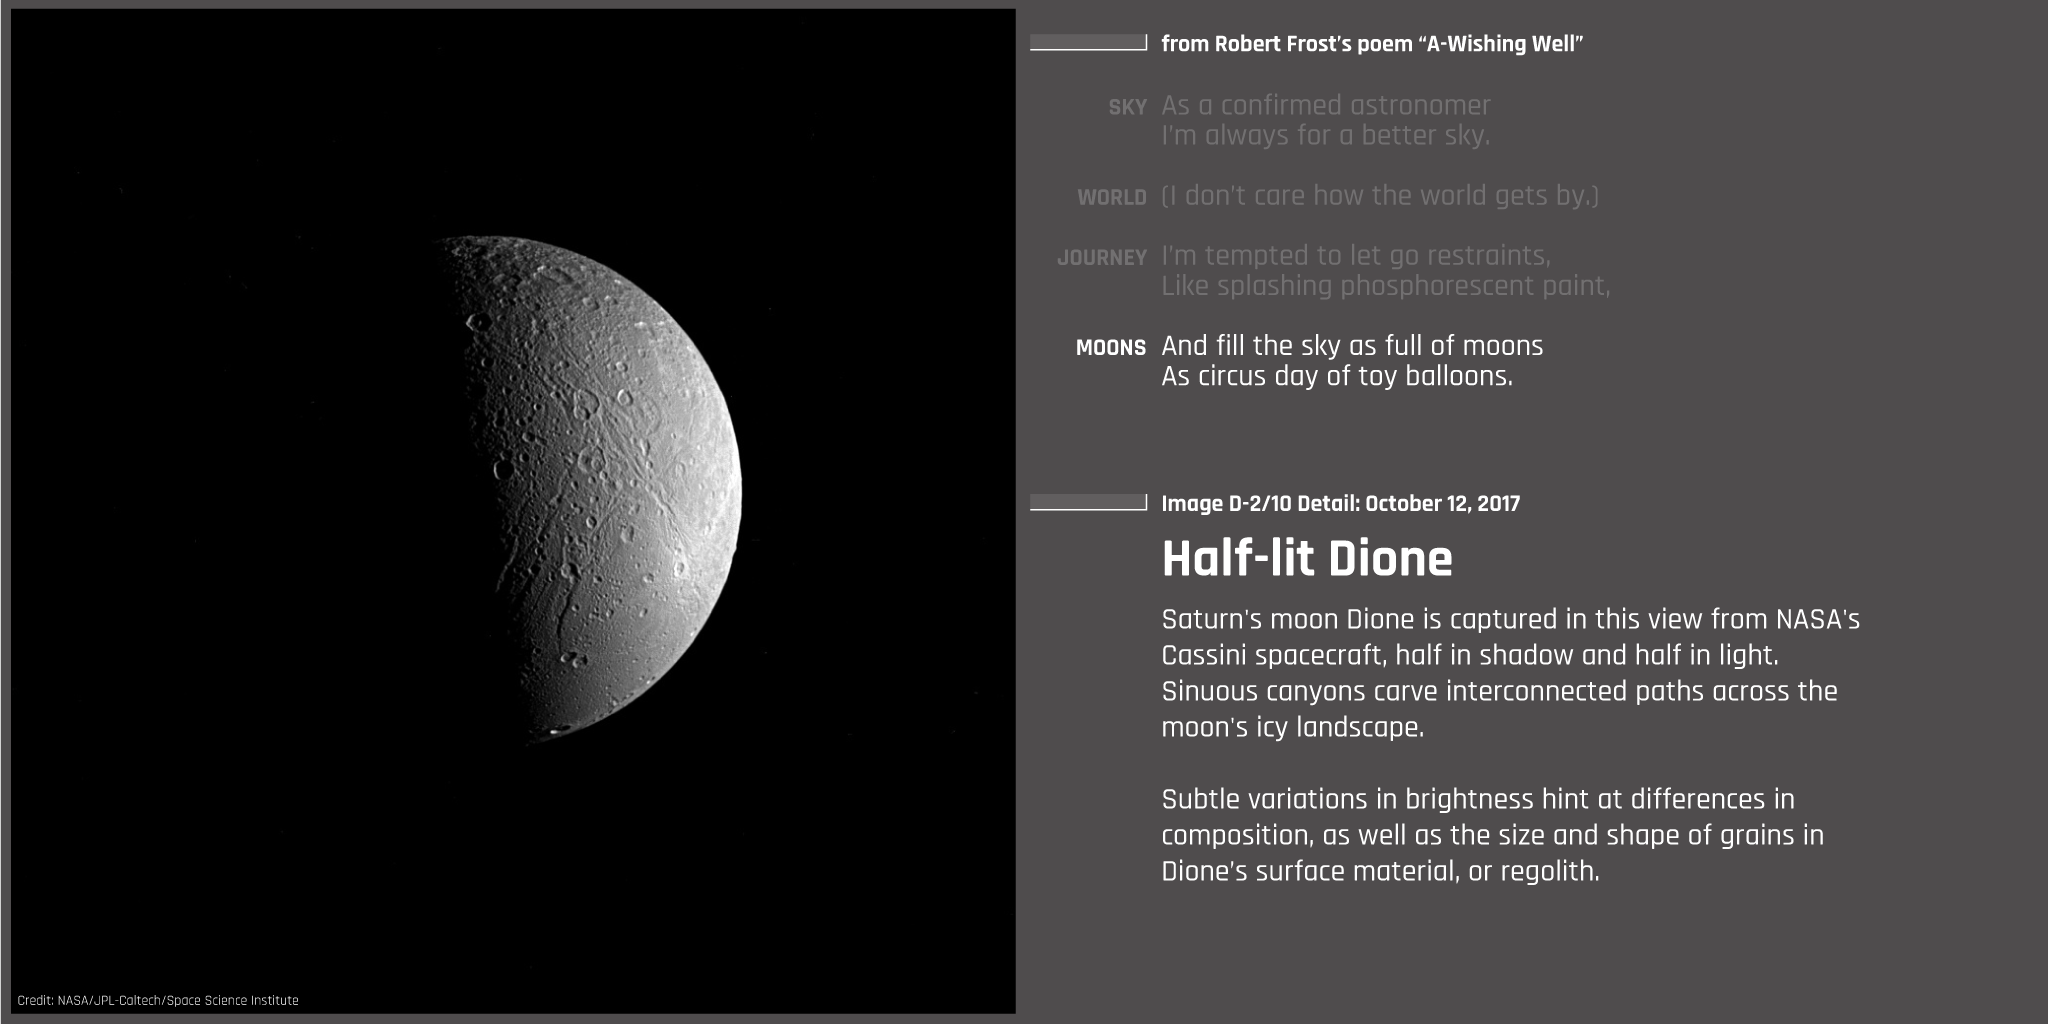 from Robert Frost’s poem “A-Wishing Well”
SKY As a confirmed astronomer
I’m always for a better sky.
WORLD (I don’t care how the world gets by.)
JOURNEY I’m tempted to let go restraints,
Like splashing phosphorescent paint,
MOONS And fill the sky as full of moons
As circus day of toy balloons.
Image D-2/10 Detail: October 12, 2017
Half-lit Dione
Saturn's moon Dione is captured in this view from NASA's
Cassini spacecraft, half in shadow and half in light.
Sinuous canyons carve interconnected paths across the
moon's icy landscape.
Subtle variations in brightness hint at differences in
composition, as well as the size and shape of grains in
Dione’s surface material, or regolith.
Credit: NASA/JPL-Caltech/Space Science Institute